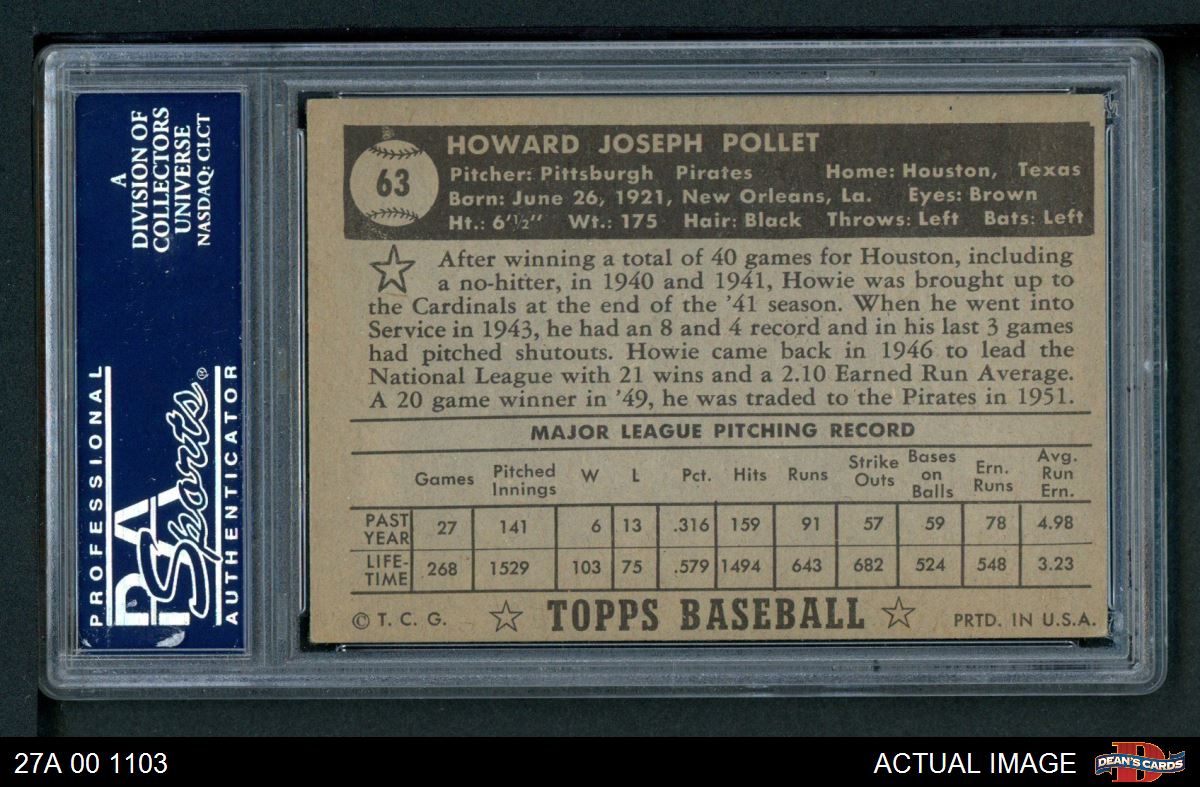 A
DIVISION OF
COLLECTORS
UNIVERSE
NASDAQ: CLCT
PROFESSIONAL
PSA
Sports®
AUTHENTICATOR
63
HOWARD JOSEPH POLLET
Pitcher: Pittsburgh Pirates Home: Houston, Texas
Born: June 26, 1921, New Orleans, La. Eyes: Brown
Ht.: 6'½" Wt.: 175 Hair: Black Throws: Left Bats: Left
After winning a total of 40 games for Houston, including
a no-hitter, in 1940 and 1941, Howie was brought up to
the Cardinals at the end of the '41 season. When he went into
Service in 1943, he had an 8 and 4 record and in his last 3 games
had pitched shutouts. Howie came back in 1946 to lead the
National League with 21 wins and a 2.10 Earned Run Average.
A 20 game winner in '49, he was traded to the Pirates in 1951.
MAJOR LEAGUE PITCHING RECORD
Games Pitched Innings W L Pct. Hits Runs Strike Outs Bases on Balls Ern. Runs Avg. Run Ern.
PAST YEAR 27 141 6 13 .316 159 91 57 59 78 4.98
LIFE-TIME 268 1529 103 75 .579 1494 643 682 524 548 3.23
© T. C. G. TOPPS BASEBALL PRTD. IN U.S.A.
27A 00 1103 ACTUAL IMAGE
D
DEAN'S CARDS